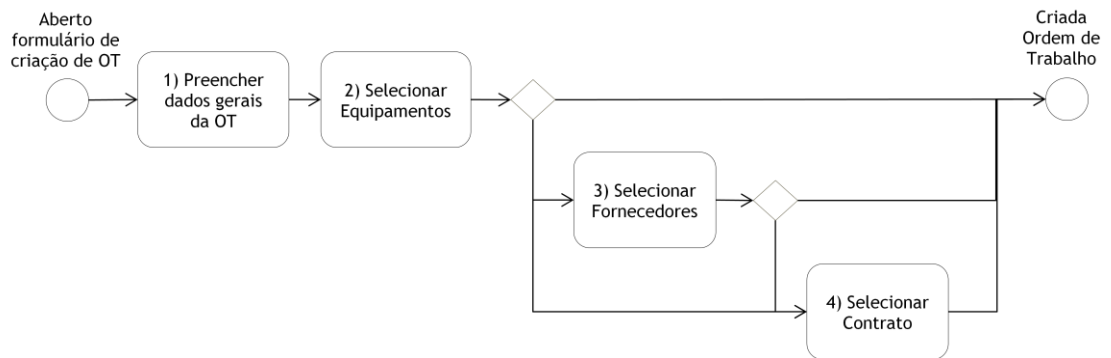 Aberto
formulário de
criação de OT
1) Preencher
dados gerais
da OT
2) Selecionar
Equipamentos
3) Selecionar
Fornecedores
4) Selecionar
Contrato
Criada
Ordem de
Trabalho